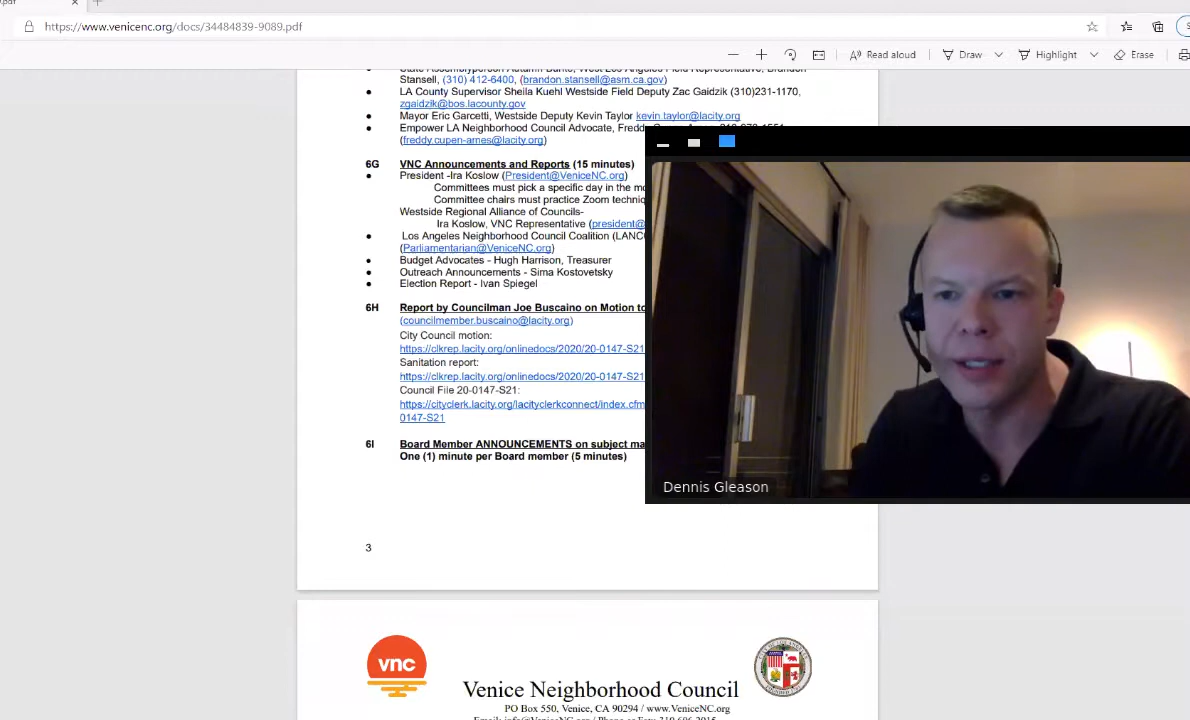 https://www.venicenc.org/docs/34484839-9089.pdf
Read aloud Draw Highlight Erase
Stansell, (310) 412-6400, (brandon.stansell@asm.ca.gov)
● LA County Supervisor Sheila Kuehl Westside Field Deputy Zac Gaidzik (310)231-1170,
zgaidzik@bos.lacounty.gov
● Mayor Eric Garcetti, Westside Deputy Kevin Taylor kevin.taylor@lacity.org
● Empower LA Neighborhood Council Advocate,
(freddy.cupen-ames@lacity.org)
6G VNC Announcements and Reports (15 minutes)
● President -Ira Koslow (President@VeniceNC.org)
Committees must pick a specific day in the
Committee chairs must practice Zoom
Westside Regional Alliance of Councils-
Ira Koslow, VNC Representative (president@
● Los Angeles Neighborhood Council Coalition
(Parliamentarian@VeniceNC.org)
● Budget Advocates - Hugh Harrison, Treasurer
● Outreach Announcements - Sima Kostovetsky
● Election Report - Ivan Spiegel
6H Report by Councilman Joe Buscaino on Motion to
(councilmember.buscaino@lacity.org)
City Council motion:
https://clkrep.lacity.org/onlinedocs/2020/20-0147-S21
Sanitation report:
https://clkrep.lacity.org/onlinedocs/2020/20-0147-S21
Council File 20-0147-S21:
https://cityclerk.lacity.org/lacityclerkconnect/index.cfm
0147-S21
6I Board Member ANNOUNCEMENTS on subject
One (1) minute per Board member (5 minutes)
Dennis Gleason
3
vnc
Venice Neighborhood Council
PO Box 550, Venice, CA 90294 / www.VeniceNC.org